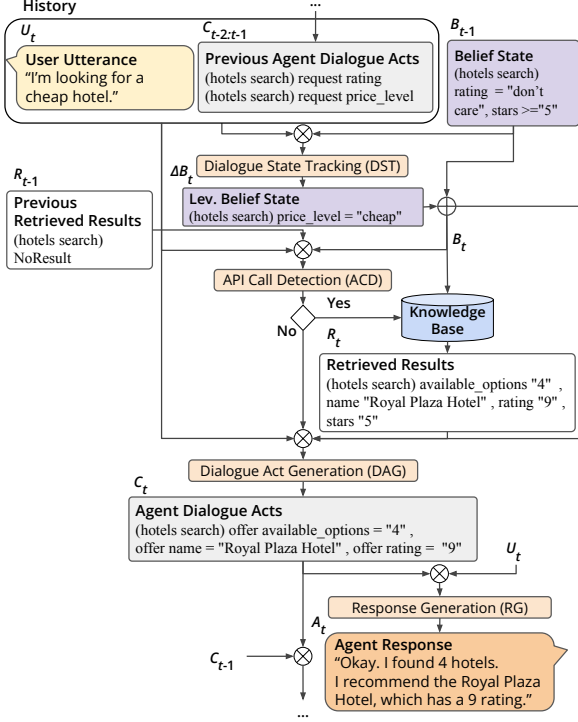 History
...
U_t
User Utterance
“I’m looking for a
cheap hotel.”
C_{t-2:t-1}
Previous Agent Dialogue Acts
(hotels search) request rating
(hotels search) request price_level
B_{t-1}
Belief State
(hotels search)
rating = "don’t
care", stars >="5"
Dialogue State Tracking (DST)
ΔB_t
Lev. Belief State
(hotels search) price_level = "cheap"
R_{t-1}
Previous
Retrieved Results
(hotels search)
NoResult
B_t
API Call Detection (ACD)
Yes
No
Knowledge
Base
R_t
Retrieved Results
(hotels search) available_options "4" ,
name "Royal Plaza Hotel" , rating "9" ,
stars "5"
Dialogue Act Generation (DAG)
C_t
Agent Dialogue Acts
(hotels search) offer available_options = "4" ,
, offer name = "Royal Plaza Hotel" , offer rating = "9"
U_t
Response Generation (RG)
A_t
Agent Response
“Okay. I found 4 hotels.
I recommend the Royal Plaza
Hotel, which has a 9 rating.”
C_{t-1}
...